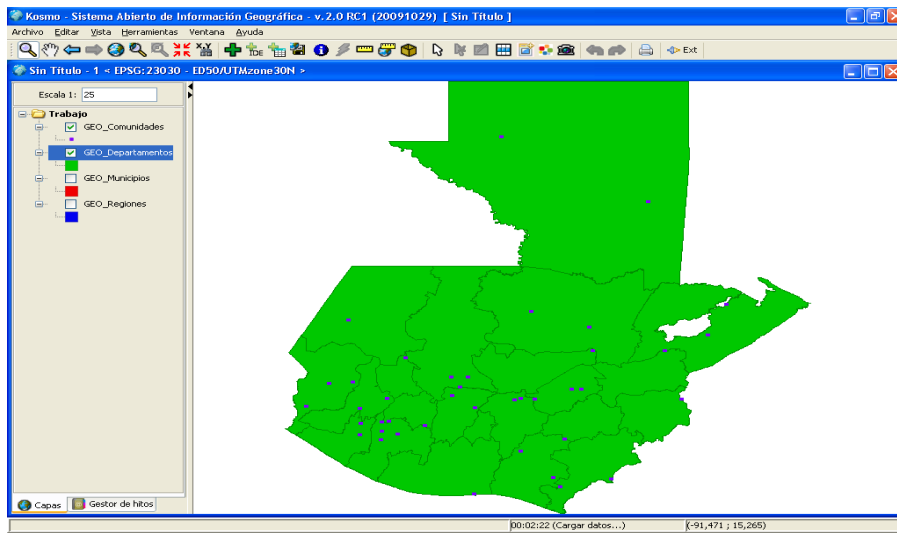 Kosmo - Sistema Abierto de Información Geográfica - v.2.0 RC1 (20091029) [ Sin Título ]
Archivo Editar Vista Herramientas Ventana Ayuda
IDE Ext
Sin Título - 1 < EPSG:23030 - ED50/UTMzone30N >
Escala 1: 25
Trabajo
GEO_Comunidades
GEO_Departamentos
GEO_Municipios
GEO_Regiones
Capas Gestor de hitos
00:02:22 (Cargar datos...) (-91,471 ; 15,265)